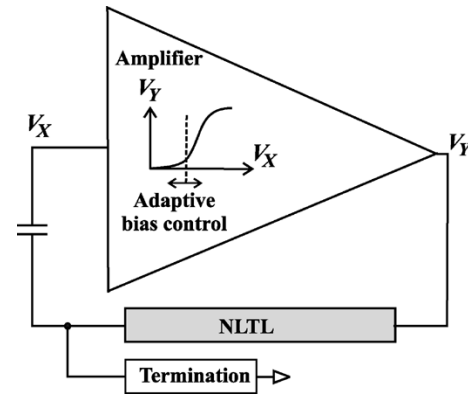 Amplifier
V_Y
V_X
V_X
V_Y
Adaptive
bias control
NLTL
Termination